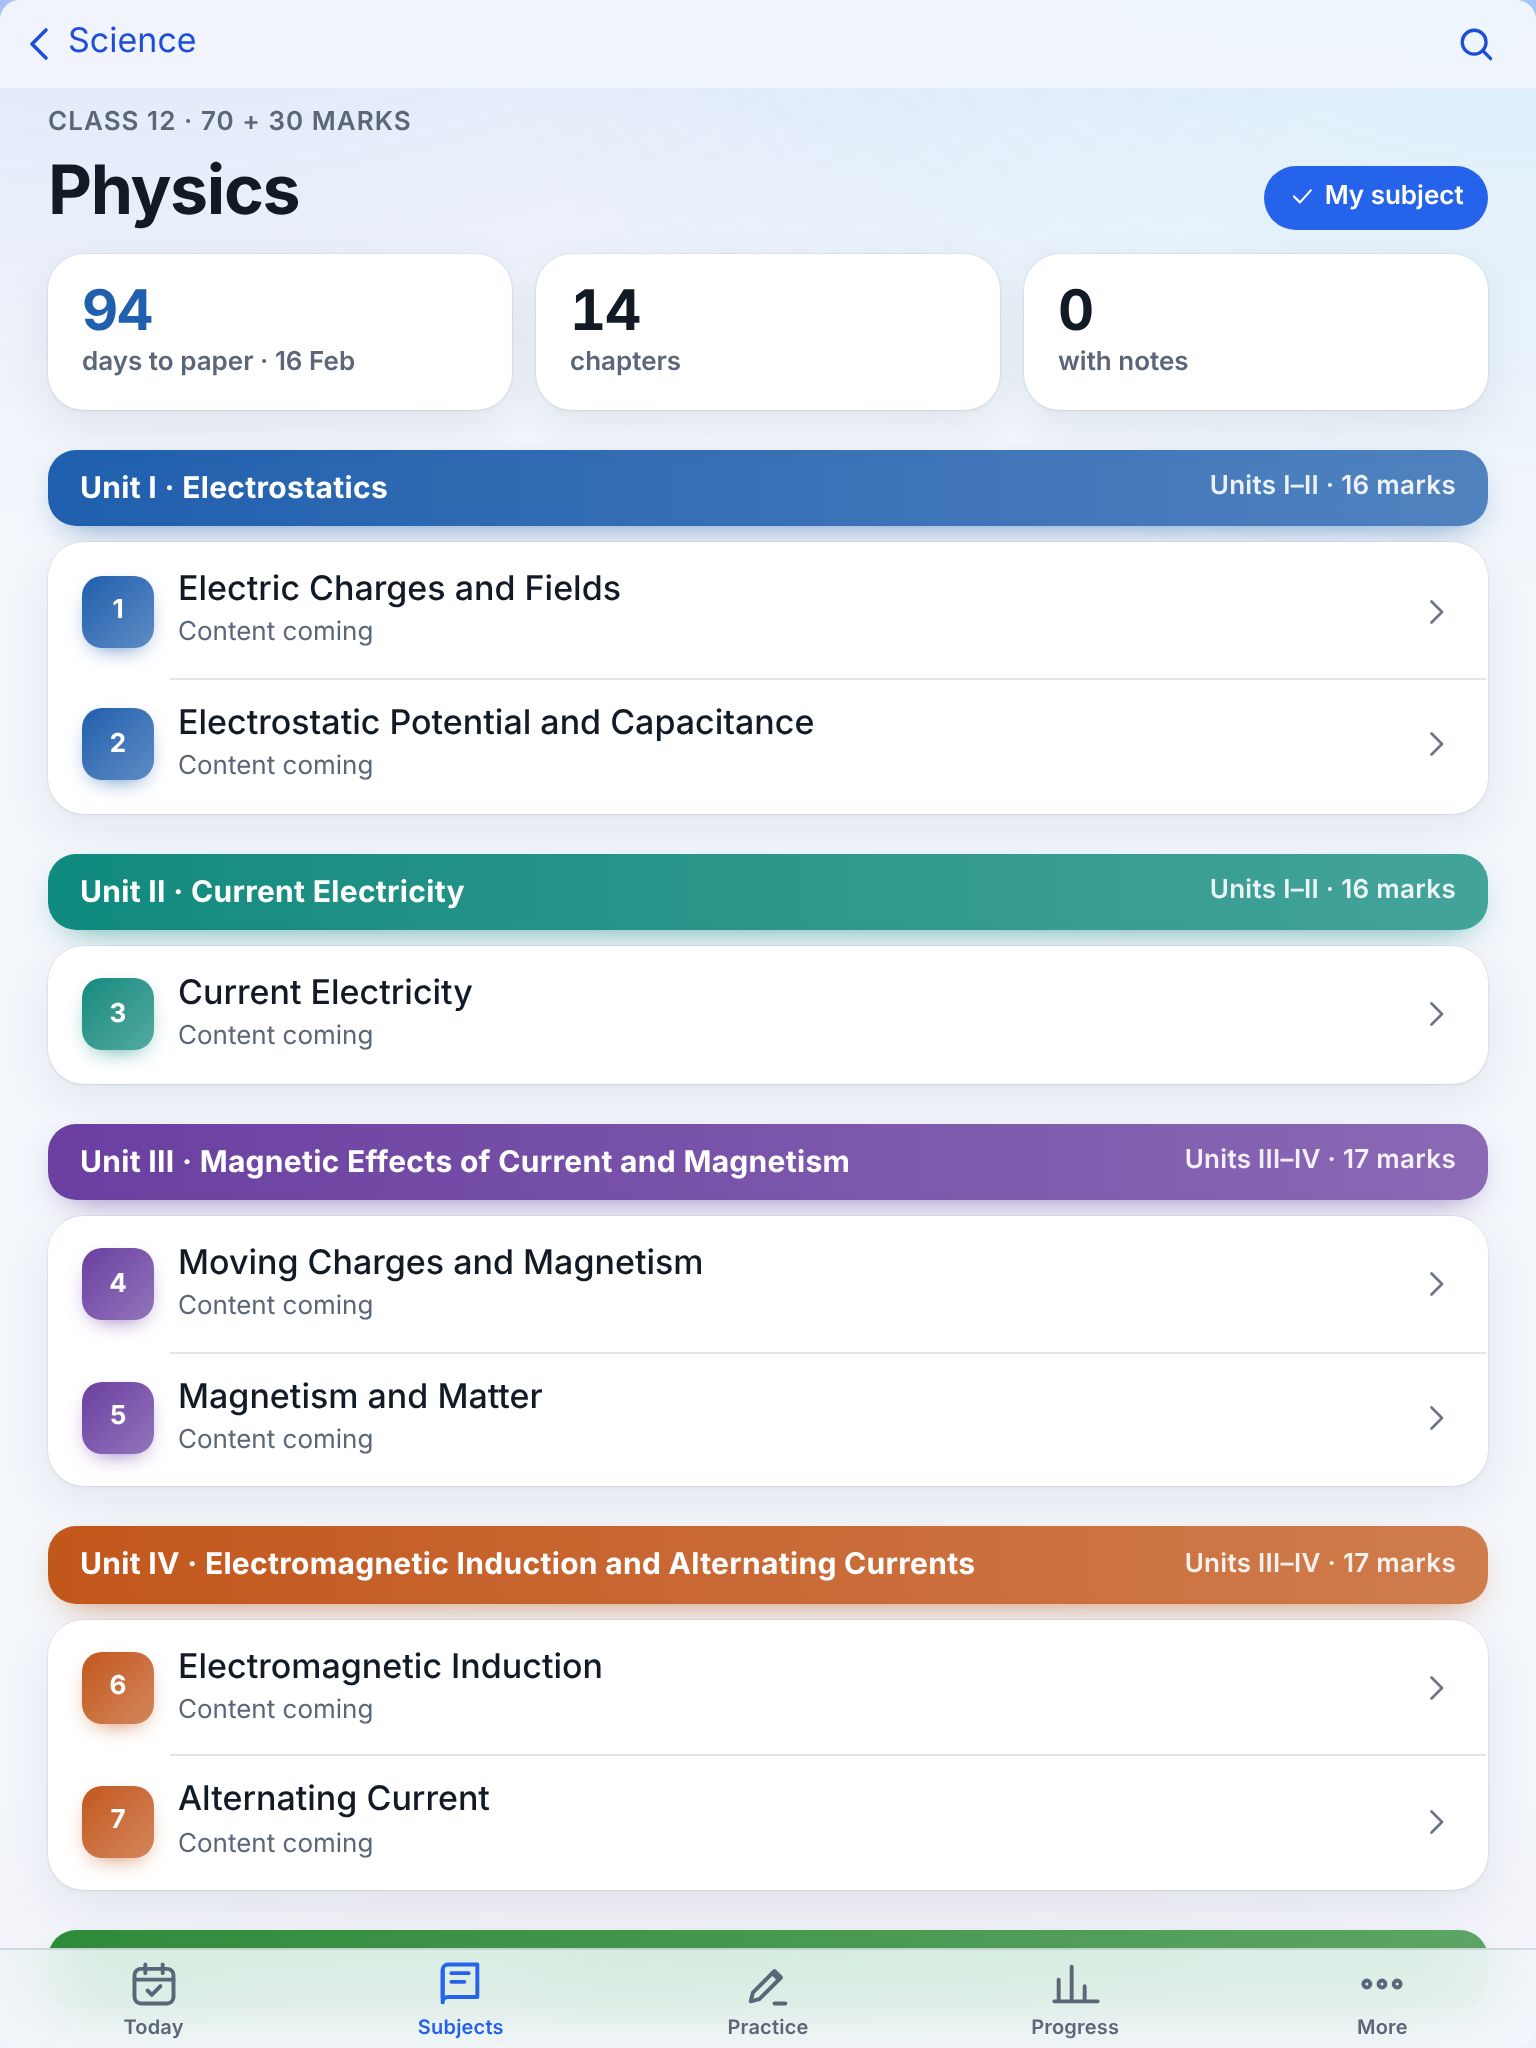 Science
CLASS 12 · 70 + 30 MARKS
Physics
My subject
94
days to paper · 16 Feb
14
chapters
0
with notes
Unit I · Electrostatics
Units I–II · 16 marks
1
Electric Charges and Fields
Content coming
2
Electrostatic Potential and Capacitance
Content coming
Unit II · Current Electricity
Units I–II · 16 marks
3
Current Electricity
Content coming
Unit III · Magnetic Effects of Current and Magnetism
Units III–IV · 17 marks
4
Moving Charges and Magnetism
Content coming
5
Magnetism and Matter
Content coming
Unit IV · Electromagnetic Induction and Alternating Currents
Units III–IV · 17 marks
6
Electromagnetic Induction
Content coming
7
Alternating Current
Content coming
Today
Subjects
Practice
Progress
More